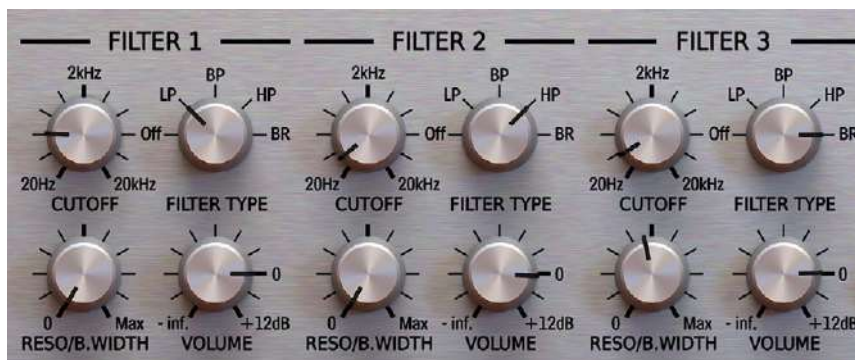 FILTER 1 FILTER 2 FILTER 3
2kHz BP 2kHz BP 2kHz BP
LP HP LP HP LP HP
Off BR Off BR Off BR
20Hz 20kHz 20Hz 20kHz 20Hz 20kHz
CUTOFF FILTER TYPE CUTOFF FILTER TYPE CUTOFF FILTER TYPE
0 0 0
0 Max - inf. +12dB 0 Max - inf. +12dB 0 Max - inf. +12dB
RESO/B.WIDTH VOLUME RESO/B.WIDTH VOLUME RESO/B.WIDTH VOLUME